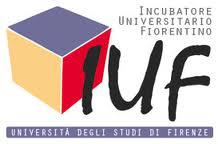 INCUBATORE
UNIVERSITARIO
FIORENTINO
IUF
UNIVERSITÀ DEGLI STUDI DI FIRENZE